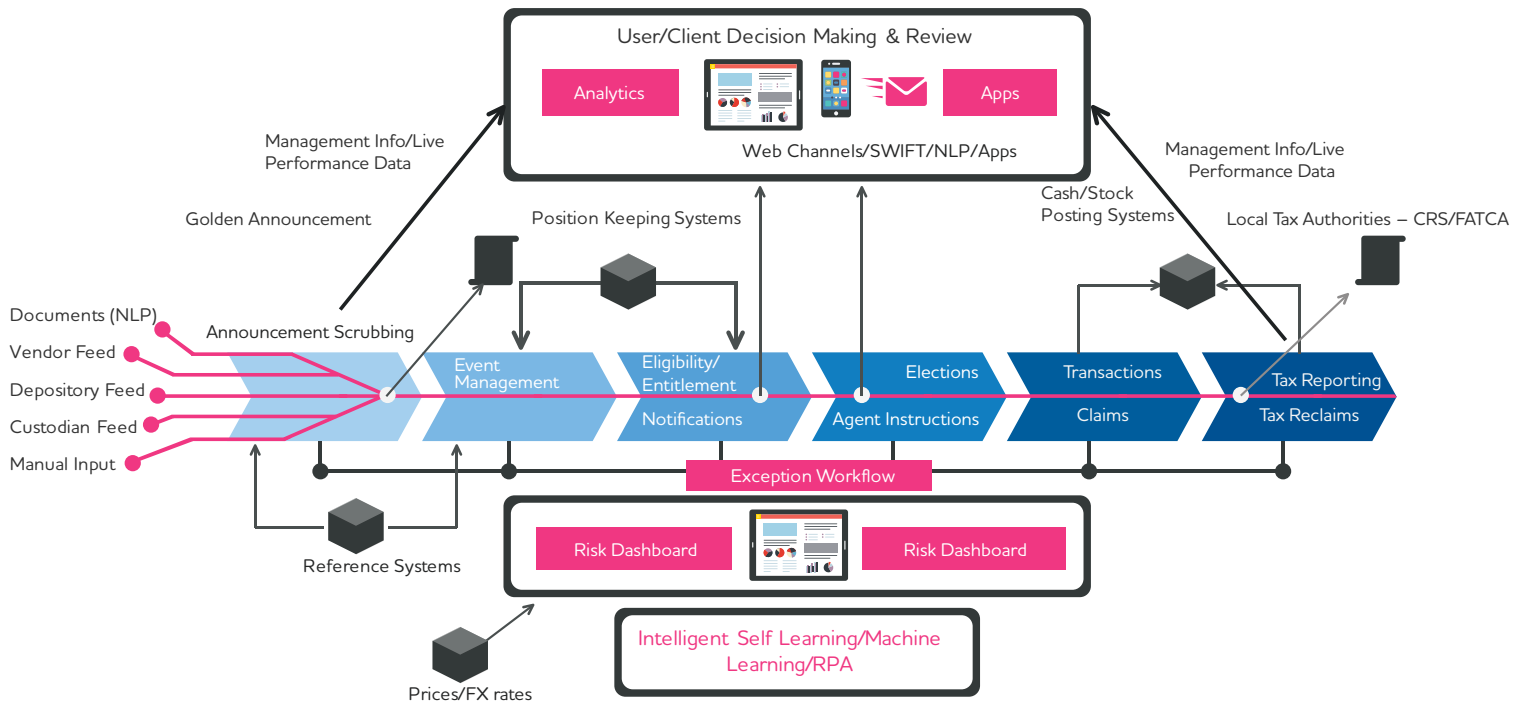 User/Client Decision Making & Review
Analytics
Apps
Web Channels/SWIFT/NLP/Apps
Management Info/Live
Performance Data
Management Info/Live
Performance Data
Golden Announcement
Position Keeping Systems
Cash/Stock
Posting Systems
Local Tax Authorities – CRS/FATCA
Documents (NLP)
Vendor Feed
Depository Feed
Custodian Feed
Manual Input
Announcement Scrubbing
Event
Management
Eligibility/
Entitlement
Notifications
Elections
Agent Instructions
Transactions
Claims
Tax Reporting
Tax Reclaims
Exception Workflow
Reference Systems
Risk Dashboard
Risk Dashboard
Prices/FX rates
Intelligent Self Learning/Machine
Learning/RPA